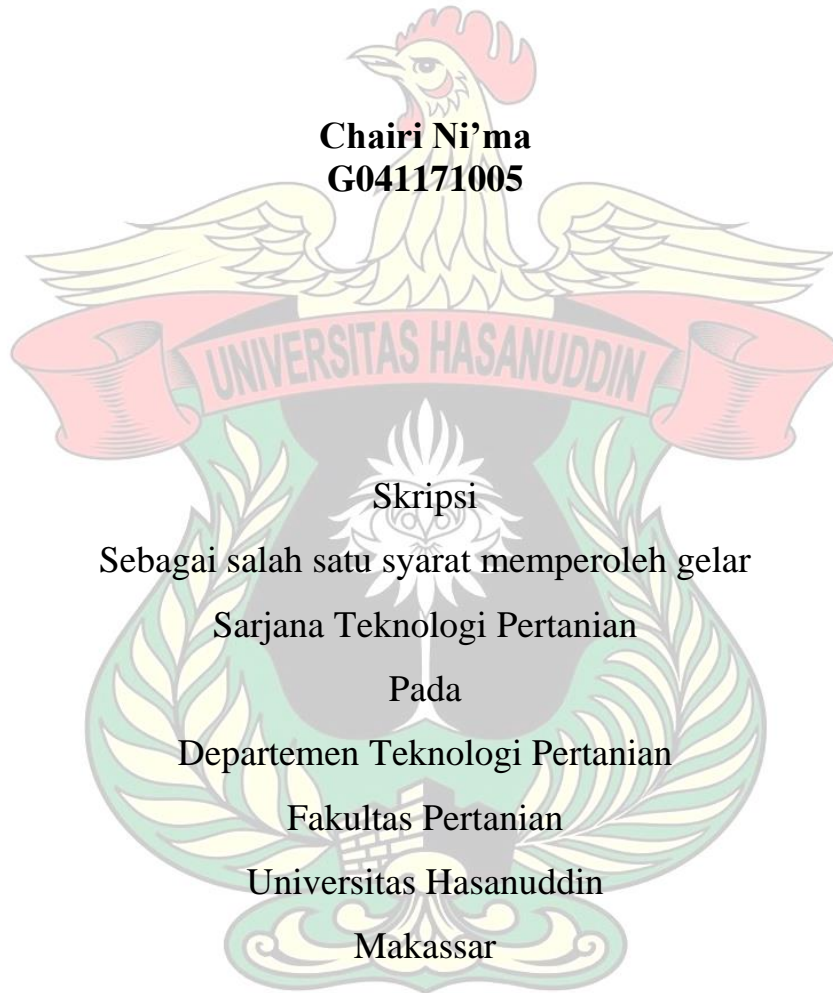 Chairi Ni’ma
G041171005
UNIVERSITAS HASANUDDIN
Skripsi
Sebagai salah satu syarat memperoleh gelar
Sarjana Teknologi Pertanian
Pada
Departemen Teknologi Pertanian
Fakultas Pertanian
Universitas Hasanuddin
Makassar